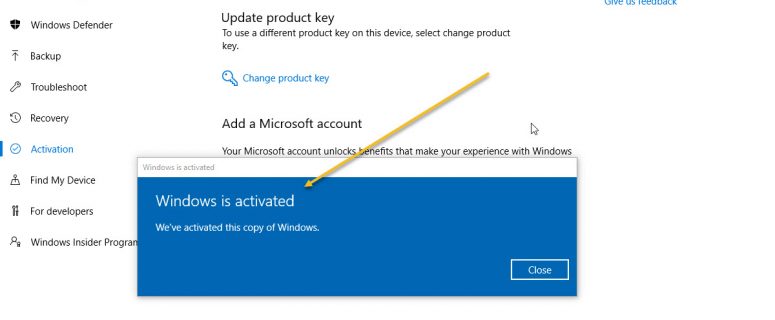 Give us feedback
Windows Defender
Backup
Troubleshoot
Recovery
Activation
Find My Device
For developers
Windows Insider Program
Update product key
To use a different product key on this device, select change product
key.
Change product key
Add a Microsoft account
Your Microsoft account unlocks benefits that make your experience with Windows
Windows is activated
Windows is activated
We've activated this copy of Windows.
Close